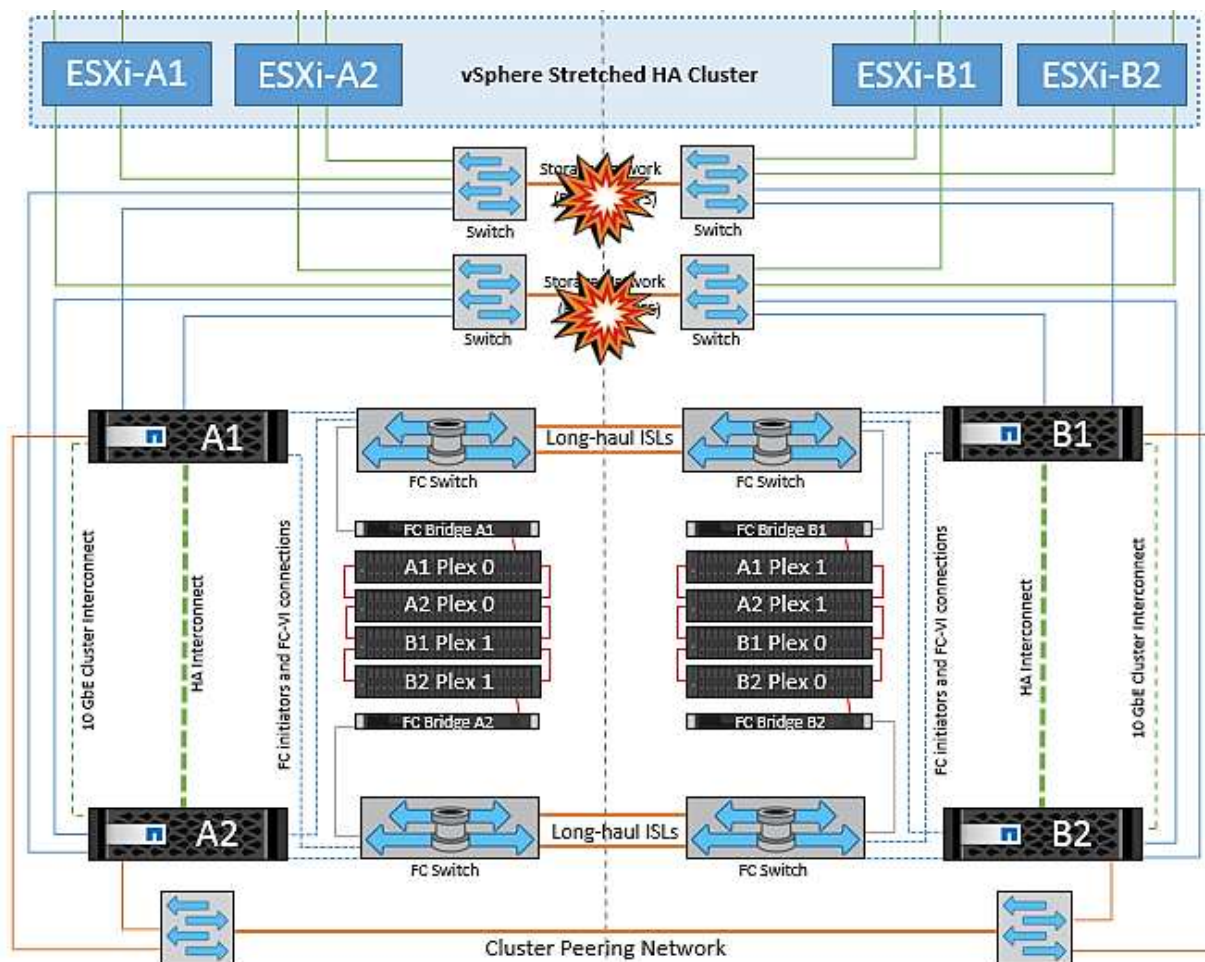 ESXi-A1
ESXi-A2
vSphere Stretched HA Cluster
ESXi-B1
ESXi-B2
Switch
Switch
Switch
Switch
A1
Long-haul ISLs
B1
FC Switch
FC Switch
FC Bridge A1
FC Bridge B1
A1 Plex 0
A1 Plex 1
A2 Plex 0
A2 Plex 1
B1 Plex 1
B1 Plex 0
B2 Plex 1
B2 Plex 0
FC Bridge A2
FC Bridge B2
10 GbE Cluster Interconnect
HA Interconnect
FC initiators and FC-VI connections
FC initiators and FC-VI connections
HA Interconnect
10 GbE Cluster Interconnect
A2
Long-haul ISLs
B2
FC Switch
FC Switch
Cluster Peering Network